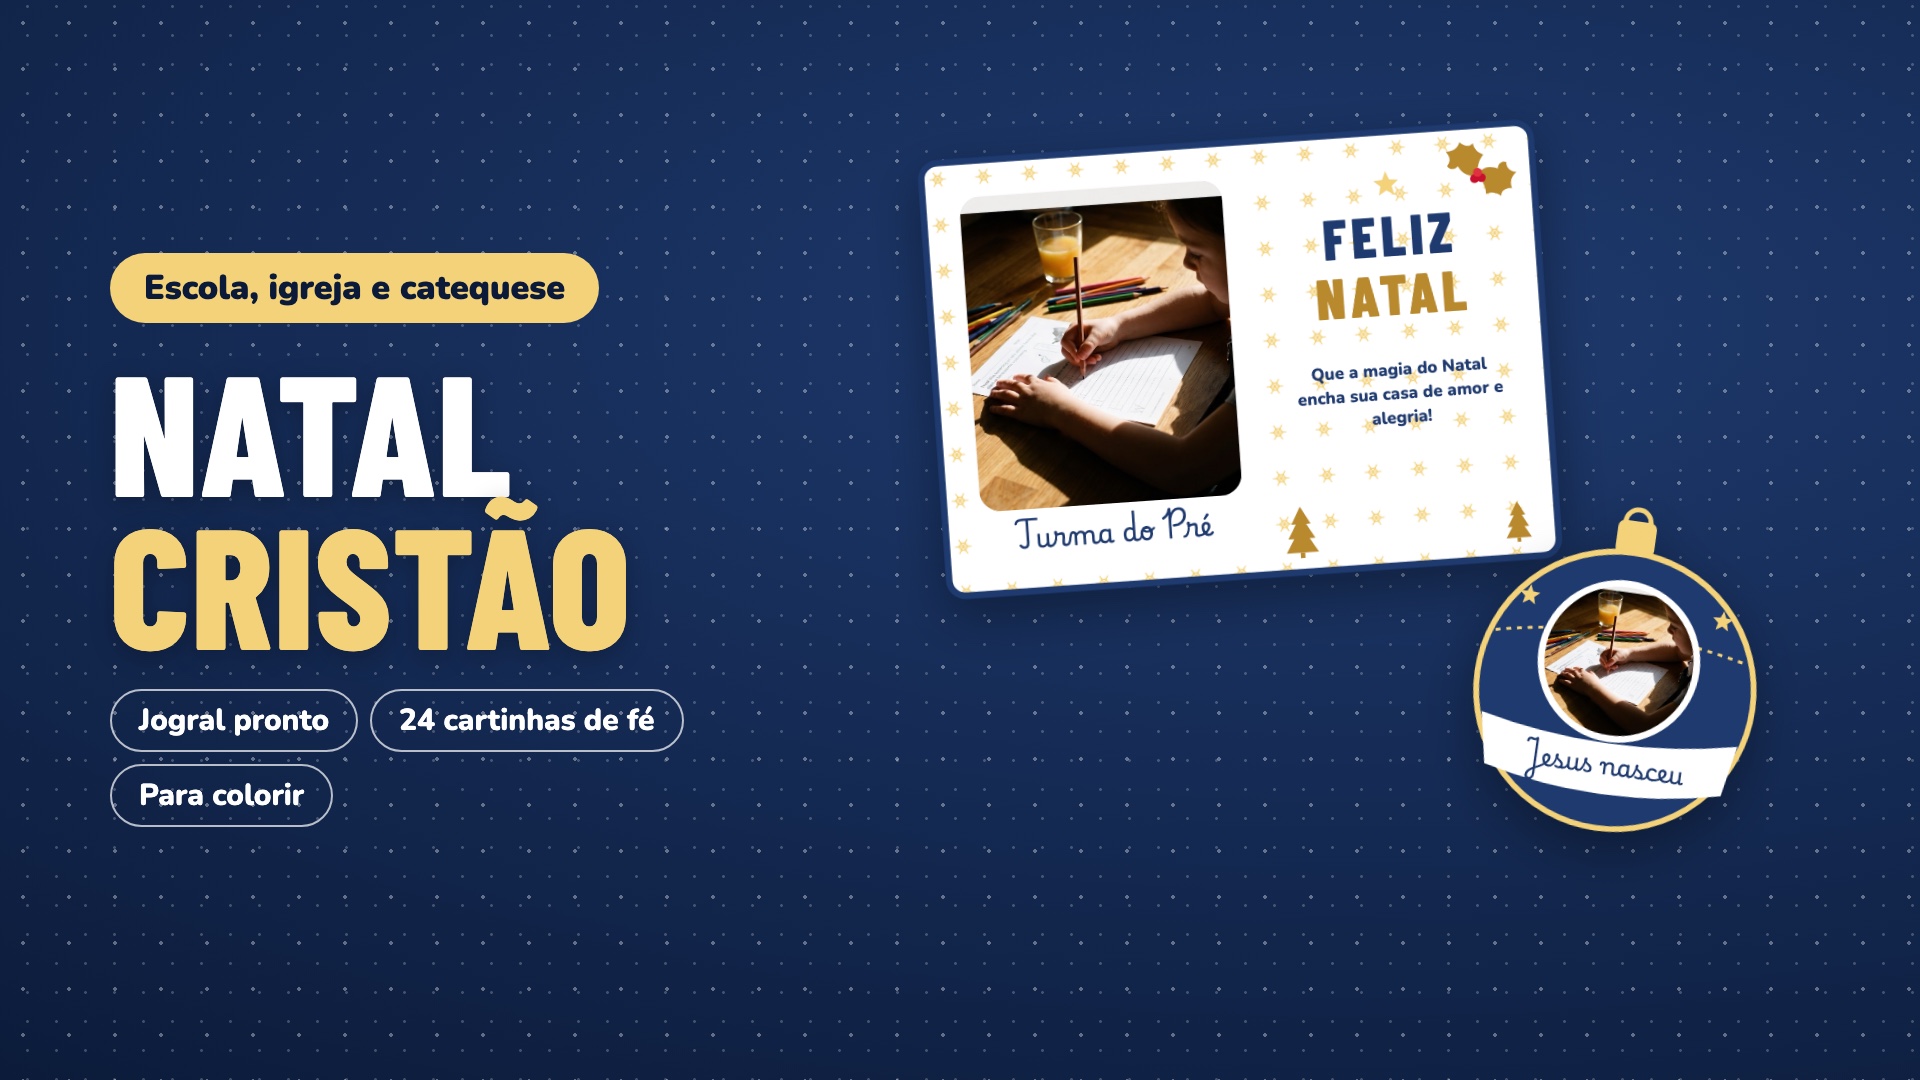 Escola, igreja e catequese
NATAL
CRISTÃO
Jogral pronto
24 cartinhas de fé
Para colorir
FELIZ
NATAL
Que a magia do Natal
encha sua casa de amor e
alegria!
Turma do Pré
Jesus nasceu